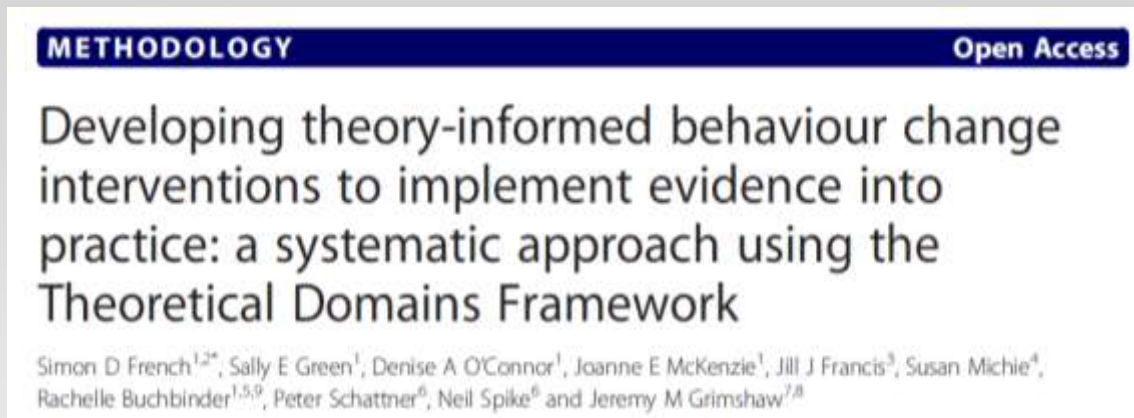 METHODOLOGY Open Access
Developing theory-informed behaviour change
interventions to implement evidence into
practice: a systematic approach using the
Theoretical Domains Framework
Simon D French1,2*, Sally E Green1, Denise A O'Connor1, Joanne E McKenzie1, Jill J Francis3, Susan Michie4,
Rachelle Buchbinder1,5,9, Peter Schattner6, Neil Spike6 and Jeremy M Grimshaw7,8